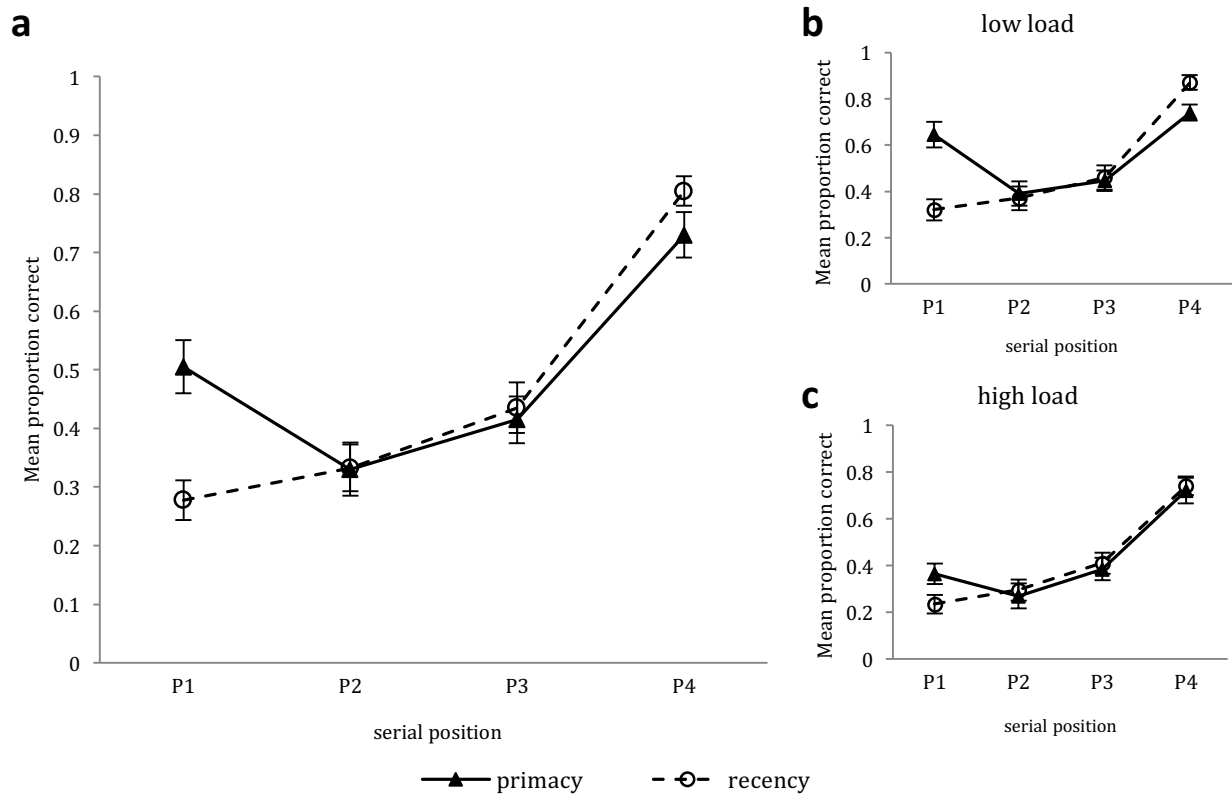 a
1
0.9
0.8
0.7
0.6
0.5
0.4
0.3
0.2
0.1
0
Mean proportion correct
P1 P2 P3 P4
serial position
b
low load
1
0.8
0.6
0.4
0.2
0
Mean proportion correct
P1 P2 P3 P4
serial position
c
high load
1
0.8
0.6
0.4
0.2
0
Mean proportion correct
P1 P2 P3 P4
serial position
primacy recency